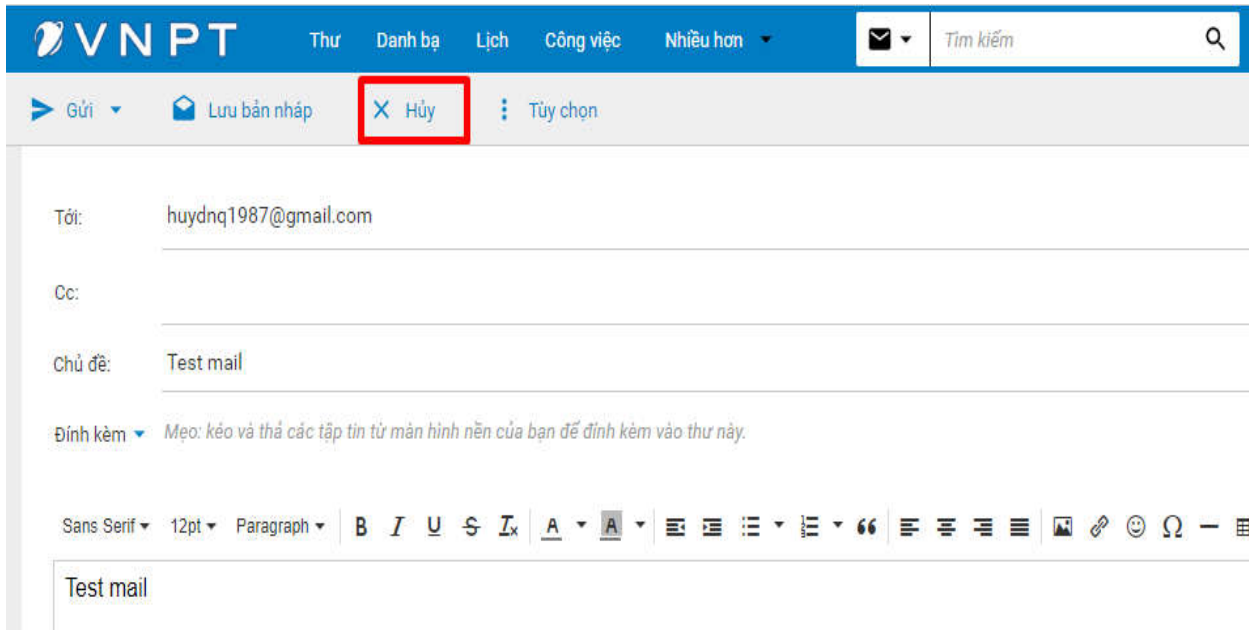 VNPT Thư Danh bạ Lịch Công việc Nhiều hơn Tìm kiếm
Gửi Lưu bản nháp Hủy Tùy chọn
Tới: huydnq1987@gmail.com
Cc:
Chủ đề: Test mail
Đính kèm Mẹo: kéo và thả các tập tin từ màn hình nền của bạn để đính kèm vào thư này.
Sans Serif 12pt Paragraph B I U S Ix A A
Test mail